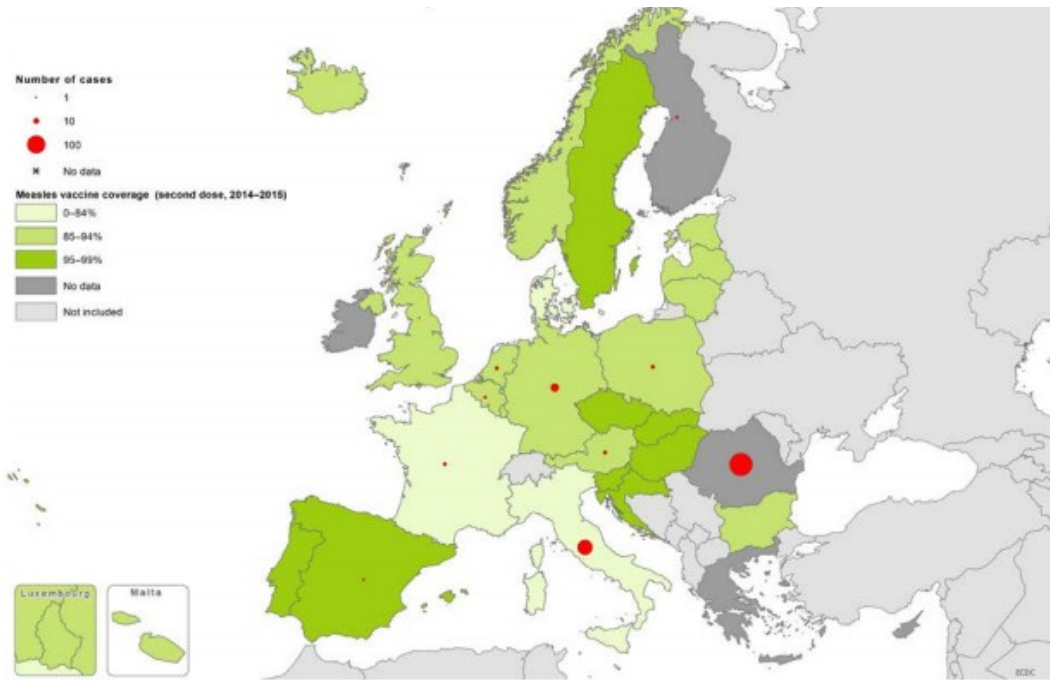 Number of cases
1
10
100
No data
Measles vaccine coverage (second dose, 2014–2015)
0–84%
85–94%
95–99%
No data
Not included
Luxembourg
Malta
ECDC